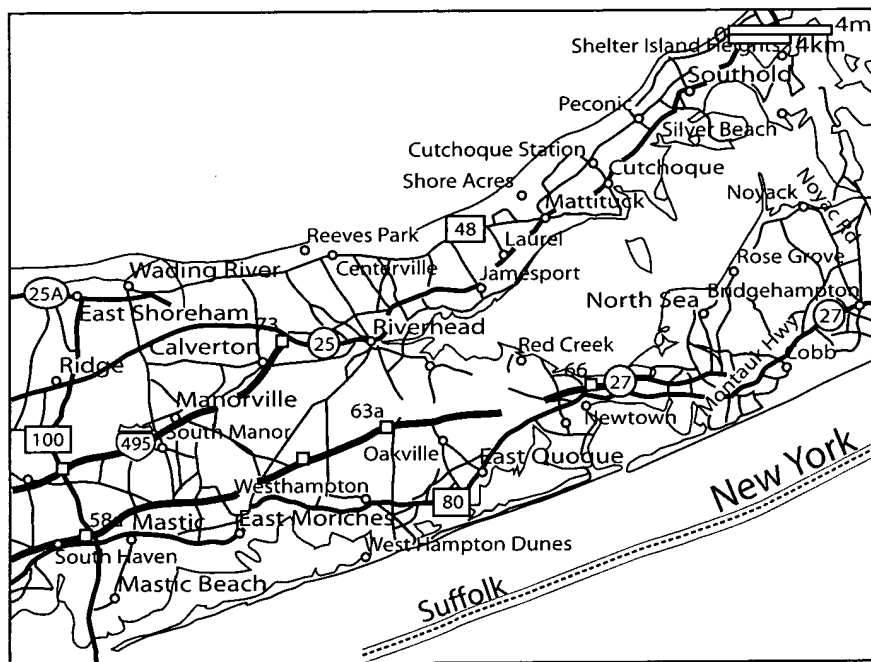 4m
Shelter Island Heights
4km
Southold
Peconic
Silver Beach
Cutchoque Station
Cutchoque
Shore Acres
Noyack
Noyac Rd
Mattituck
48
Reeves Park
Laurel
Centerville
Rose Grove
Wading River
Jamesport
25A
North Sea
Bridgehampton
East Shoreham
27
73
25
Riverhead
Calverton
Red Creek
Montauk Hwy
Cobb
Ridge
66
27
Manorville
63a
Newtown
100
495
South Manor
Oakville
East Quoque
New York
Westhampton
80
58a
Mastic
East Moriches
South Haven
West Hampton Dunes
Mastic Beach
Suffolk